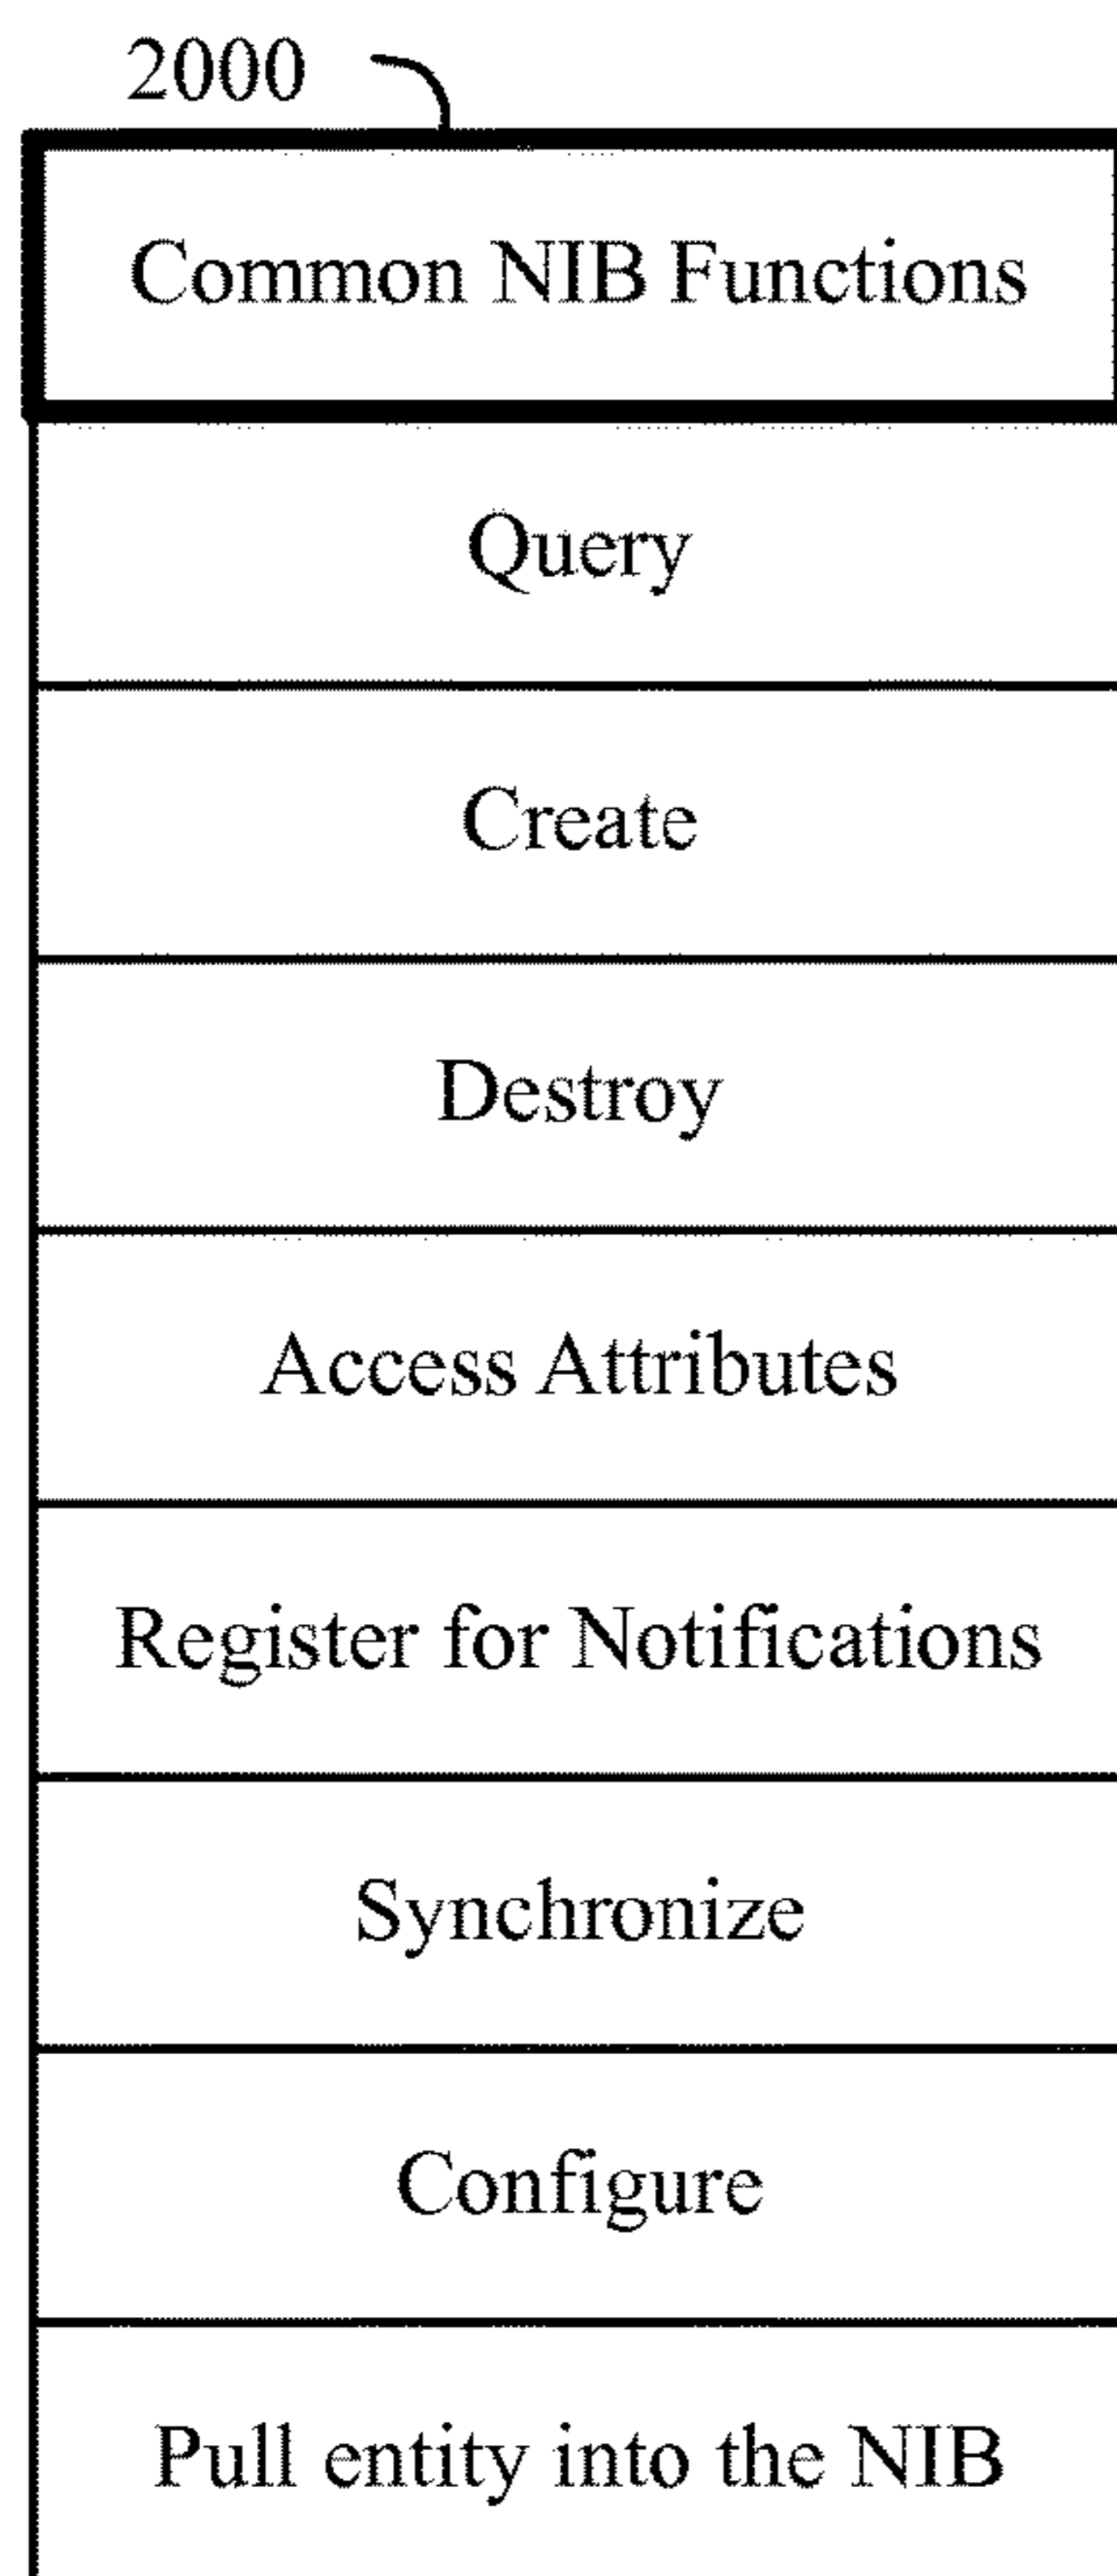 2000
Common NIB Functions
Query
Create
Destroy
Access Attributes
Register for Notifications
Synchronize
Configure
Pull entity into the NIB